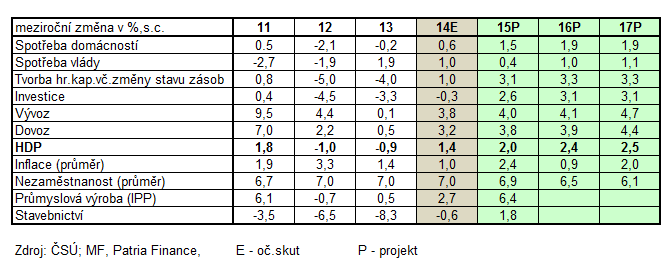 meziroční změna v %,s.c. 11 12 13 14E 15P 16P 17P
Spotřeba domácností 0.5 -2,1 -0,2 0,6 1,5 1,9 1,9
Spotřeba vlády -2,7 -1,9 1,9 1,0 0,4 1,0 1,1
Tvorba hr.kap.vč.změny stavu zásob 0,8 -5,0 -4,0 1,0 3,1 3,3 3,3
Investice 0,4 -4,5 -3,3 -0,3 2,6 3,1 3,1
Vývoz 9,5 4,4 0,1 3,8 4,0 4,1 4,7
Dovoz 7,0 2,2 0,5 3,2 3,8 3,9 4,4
HDP 1,8 -1,0 -0,9 1,4 2,0 2,4 2,5
Inflace (průměr) 1,9 3,3 1,4 1,0 2,4 0,9 2,0
Nezaměstnanost (průměr) 6,7 7,0 7,0 7,0 6,9 6,5 6,1
Průmyslová výroba (IPP) 6,1 -0,7 0,5 2,7 6,4
Stavebnictví -3,5 -6,5 -8,3 -0,6 1,8
Zdroj: ČSÚ; MF, Patria Finance, E - oč.skut P - projekt